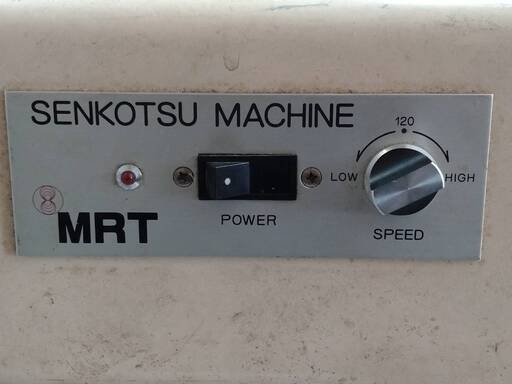 SENKOTSU MACHINE
120
LOW
HIGH
MRT
POWER
SPEED